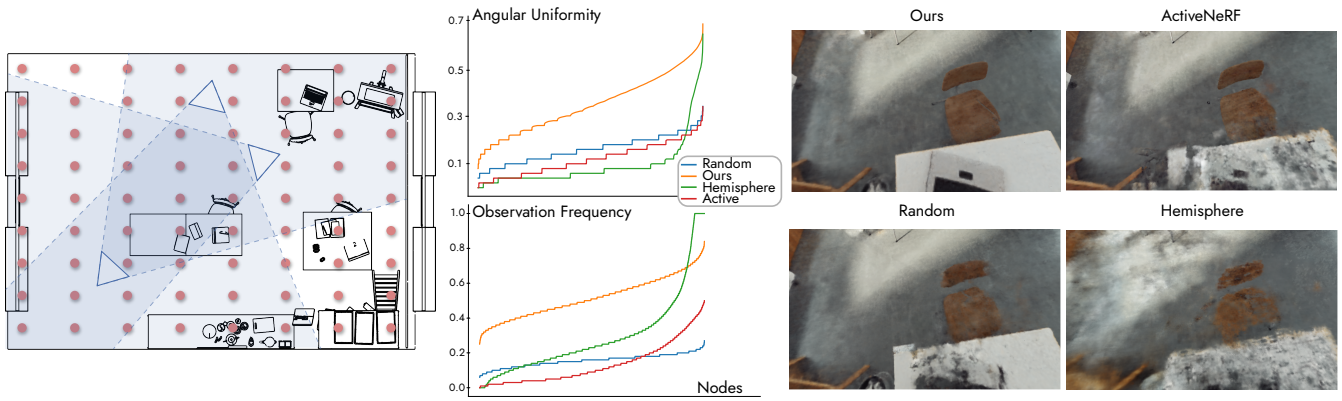 Angular Uniformity
0.7
0.5
0.3
0.1
Random
Ours
Hemisphere
Active
Observation Frequency
1.0
0.8
0.6
0.4
0.2
0.0
Nodes
Ours
ActiveNeRF
Random
Hemisphere